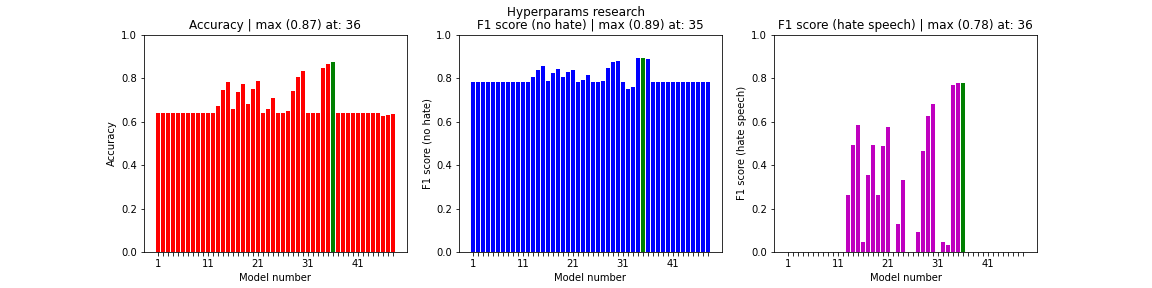 Hyperparams research
Accuracy | max (0.87) at: 36
1.0
0.8
0.6
0.4
0.2
0.0
Accuracy
1 11 21 31 41
Model number
F1 score (no hate) | max (0.89) at: 35
1.0
0.8
0.6
0.4
0.2
0.0
F1 score (no hate)
1 11 21 31 41
Model number
F1 score (hate speech) | max (0.78) at: 36
1.0
0.8
0.6
0.4
0.2
0.0
F1 score (hate speech)
1 11 21 31 41
Model number